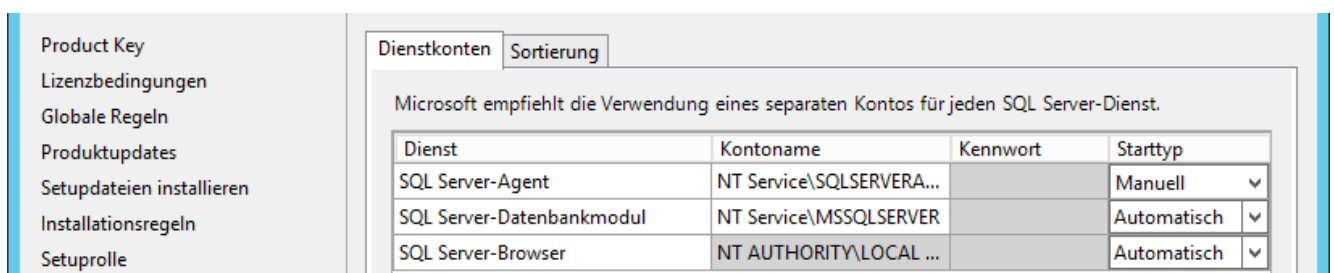 Product Key
Lizenzbedingungen
Globale Regeln
Produktupdates
Setupdateien installieren
Installationsregeln
Setuprolle
Dienstkonten Sortierung
Microsoft empfiehlt die Verwendung eines separaten Kontos für jeden SQL Server-Dienst.
Dienst Kontoname Kennwort Starttyp
SQL Server-Agent NT Service\SQLSERVERA... Manuell
SQL Server-Datenbankmodul NT Service\MSSQLSERVER Automatisch
SQL Server-Browser NT AUTHORITY\LOCAL ... Automatisch